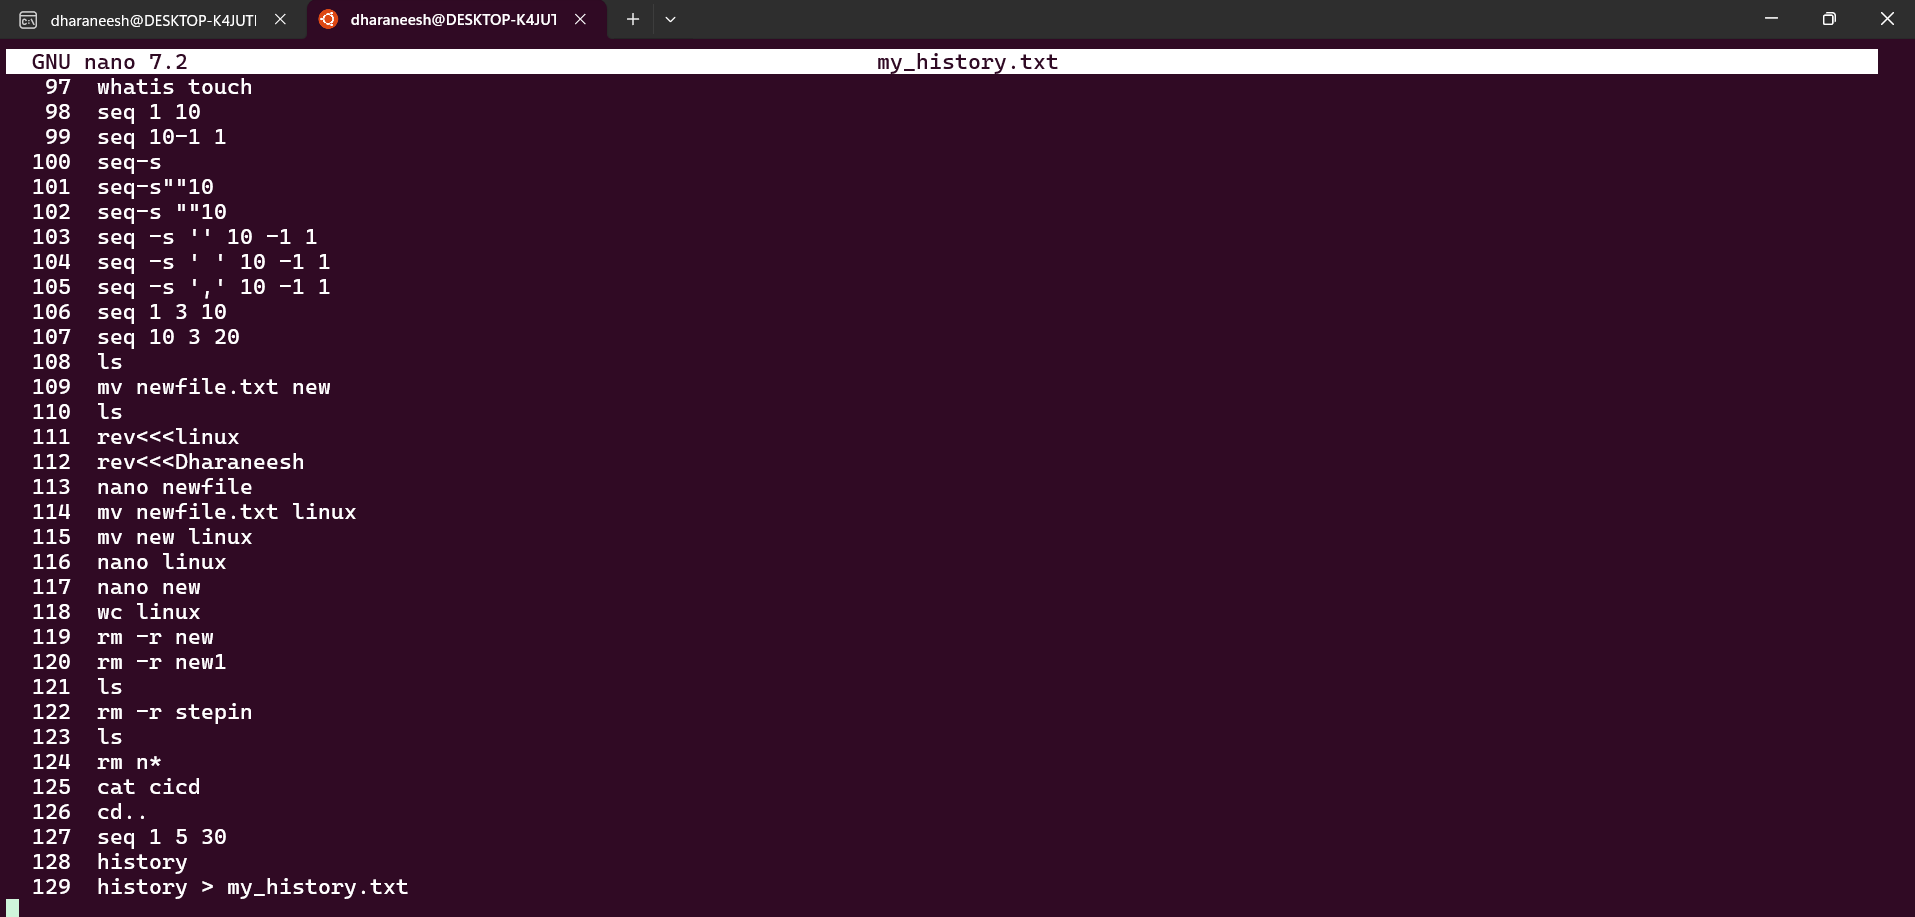 dharaneesh@DESKTOP-K4JUTI
dharaneesh@DESKTOP-K4JUT
GNU nano 7.2 my_history.txt
97 whatis touch
98 seq 1 10
99 seq 10-1 1
100 seq-s
101 seq-s""10
102 seq-s ""10
103 seq -s '' 10 -1 1
104 seq -s ' ' 10 -1 1
105 seq -s ',' 10 -1 1
106 seq 1 3 10
107 seq 10 3 20
108 ls
109 mv newfile.txt new
110 ls
111 rev<<<linux
112 rev<<<Dharaneesh
113 nano newfile
114 mv newfile.txt linux
115 mv new linux
116 nano linux
117 nano new
118 wc linux
119 rm -r new
120 rm -r new1
121 ls
122 rm -r stepin
123 ls
124 rm n*
125 cat cicd
126 cd..
127 seq 1 5 30
128 history
129 history > my_history.txt